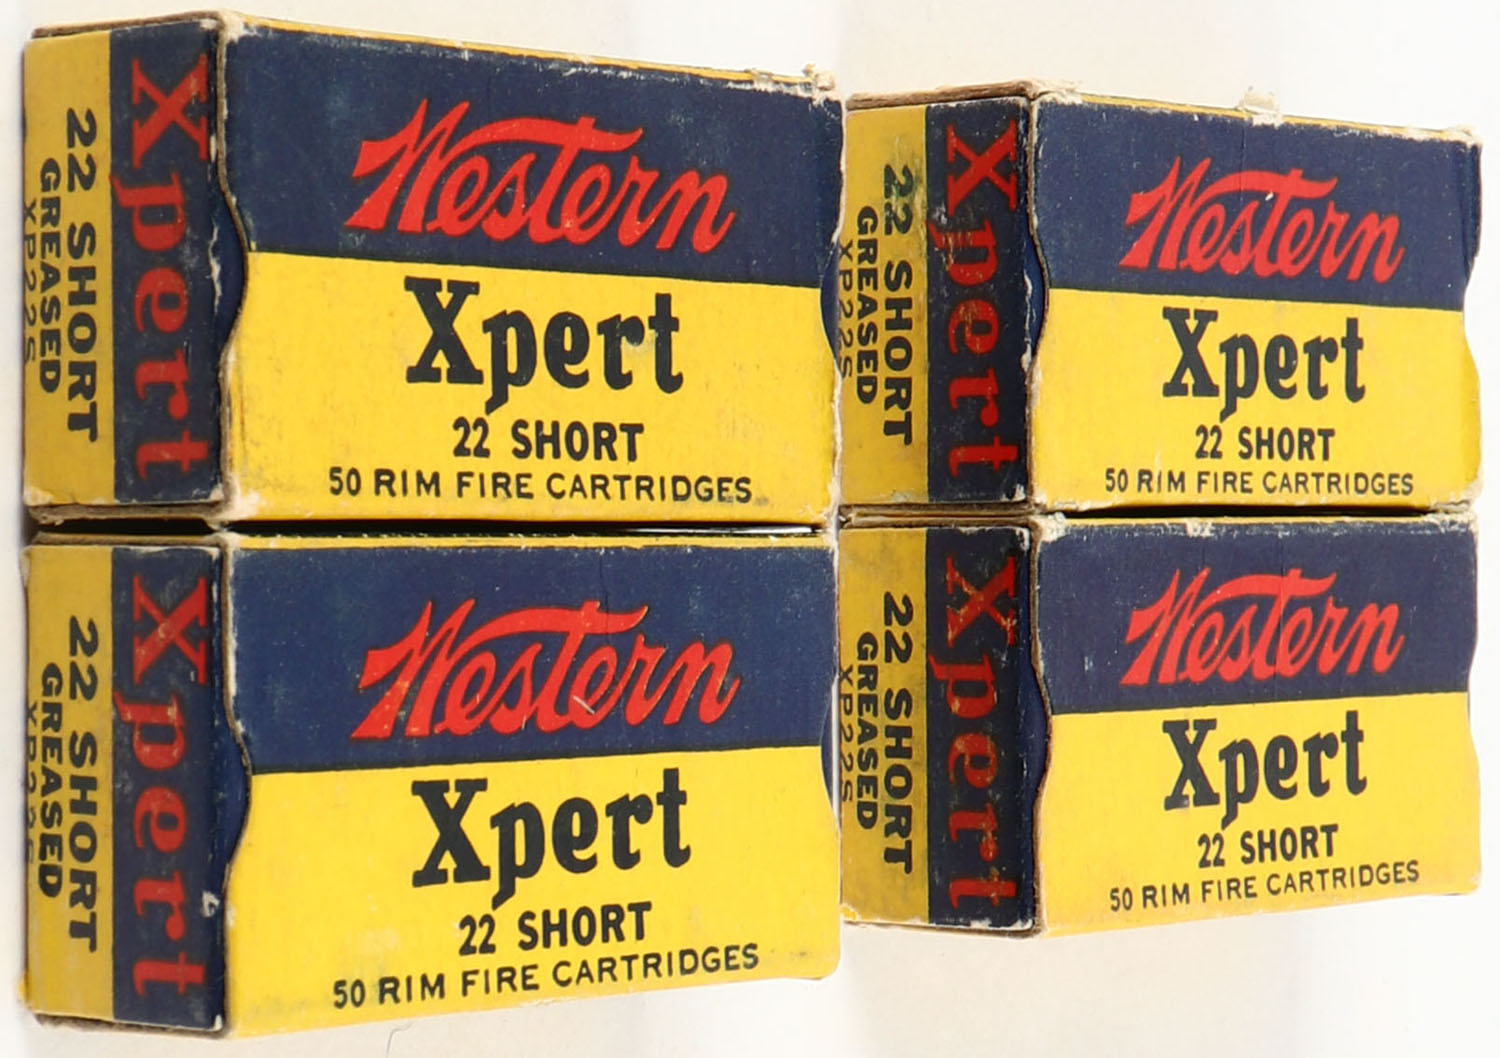 Xpert
22 SHORT
GREASED
XP22S
Western
Xpert
22 SHORT
50 RIM FIRE CARTRIDGES
Xpert
22 SHORT
GREASED
XP22S
Western
Xpert
22 SHORT
50 RIM FIRE CARTRIDGES
Xpert
22 SHORT
GREASED
XP22S
Western
Xpert
22 SHORT
50 RIM FIRE CARTRIDGES
Xpert
22 SHORT
GREASED
XP22S
Western
Xpert
22 SHORT
50 RIM FIRE CARTRIDGES